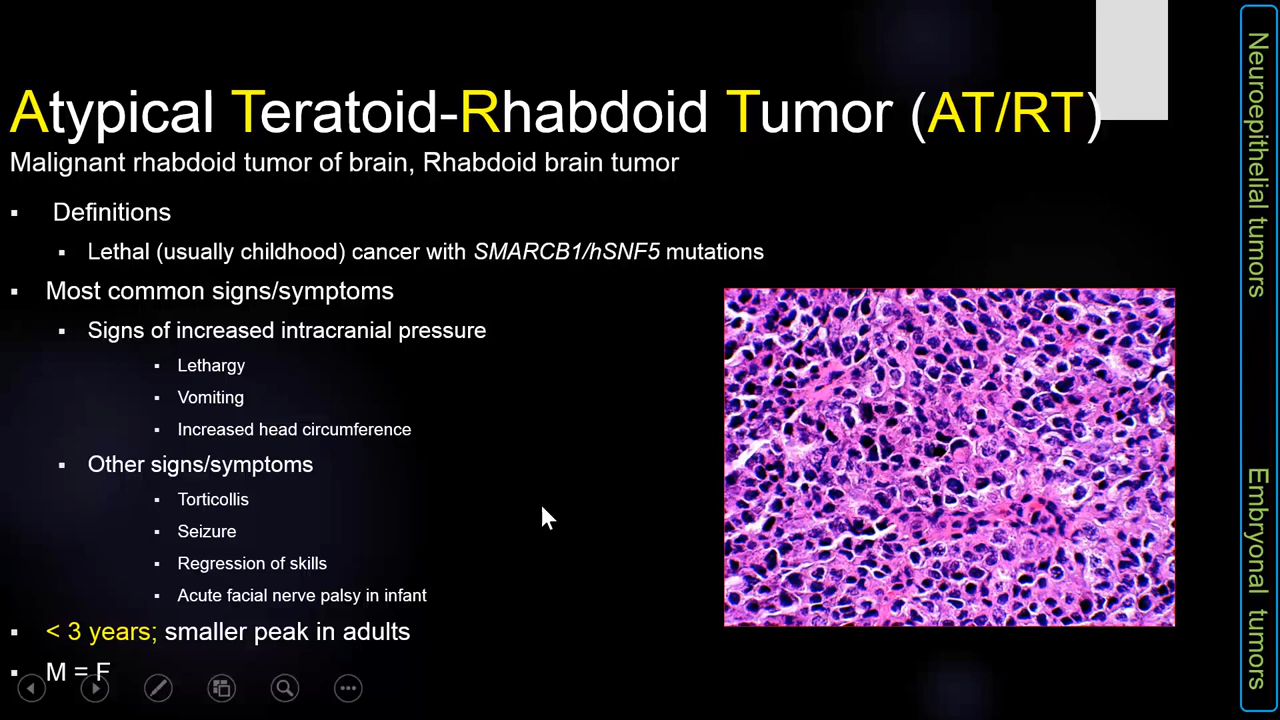 Atypical Teratoid-Rhabdoid Tumor (AT/RT)
Malignant rhabdoid tumor of brain, Rhabdoid brain tumor
▪ Definitions
▪ Lethal (usually childhood) cancer with SMARCB1/hSNF5 mutations
▪ Most common signs/symptoms
▪ Signs of increased intracranial pressure
▪ Lethargy
▪ Vomiting
▪ Increased head circumference
▪ Other signs/symptoms
▪ Torticollis
▪ Seizure
▪ Regression of skills
▪ Acute facial nerve palsy in infant
▪ < 3 years; smaller peak in adults
▪ M = F
Neuroepithelial tumors
Embryonal tumors